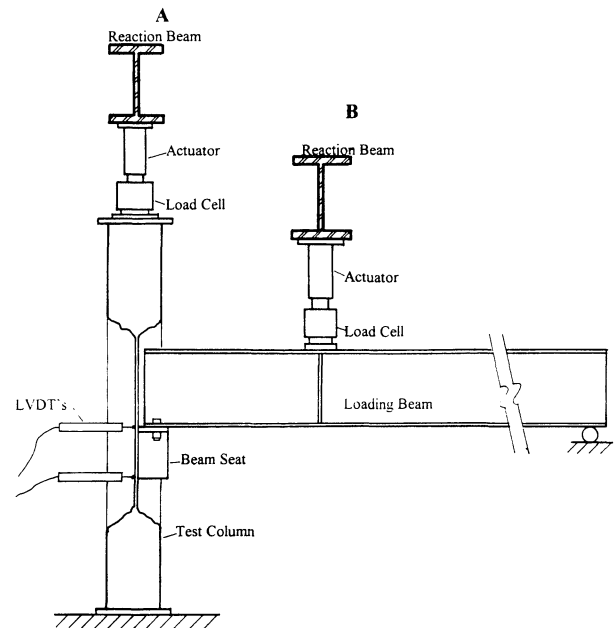 A
Reaction Beam
Actuator
Load Cell
B
Reaction Beam
Actuator
Load Cell
LVDT's
Loading Beam
Beam Seat
Test Column